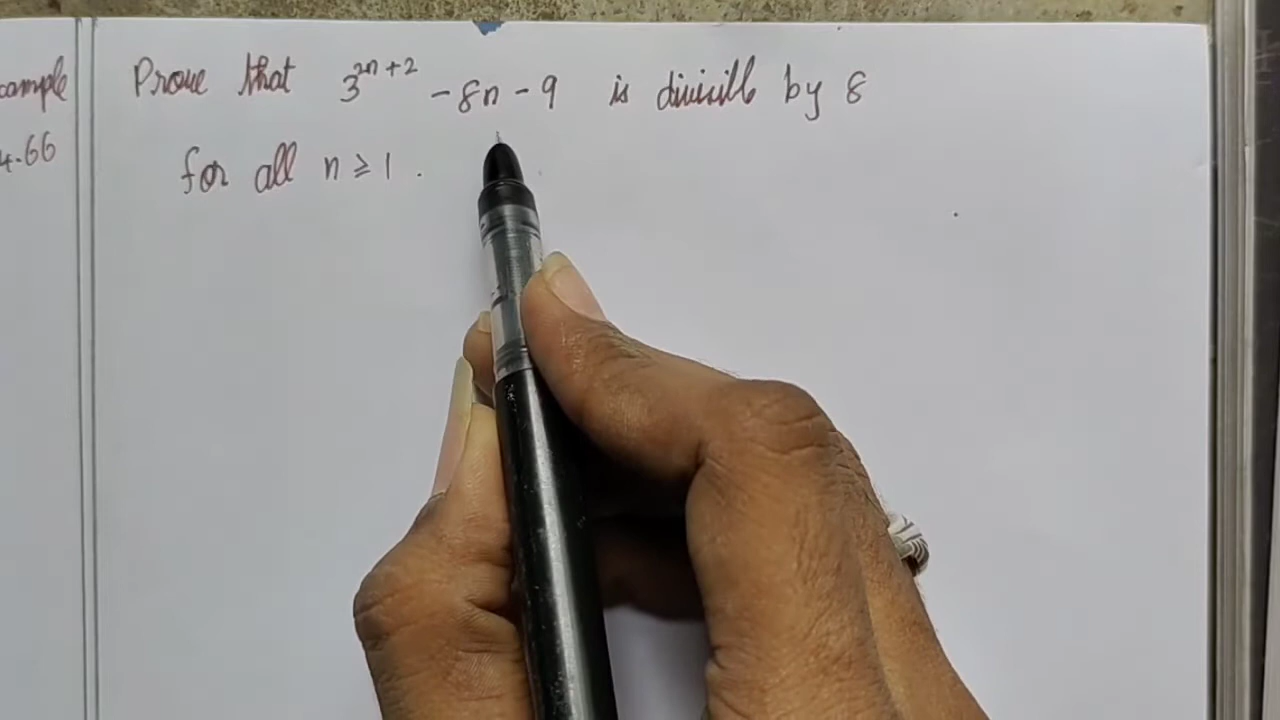 xample Prove that 3^{2n+2} - 8n - 9 is divisible by 8
4.66 for all n ≥ 1.